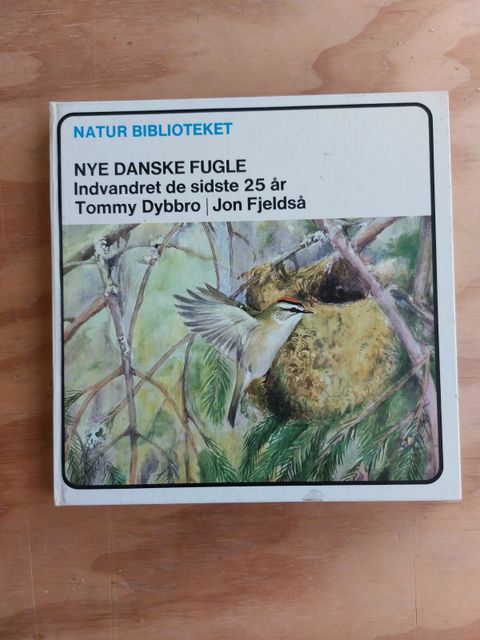 NATUR BIBLIOTEKET
NYE DANSKE FUGLE
Indvandret de sidste 25 år
Tommy Dybbro | Jon Fjeldså